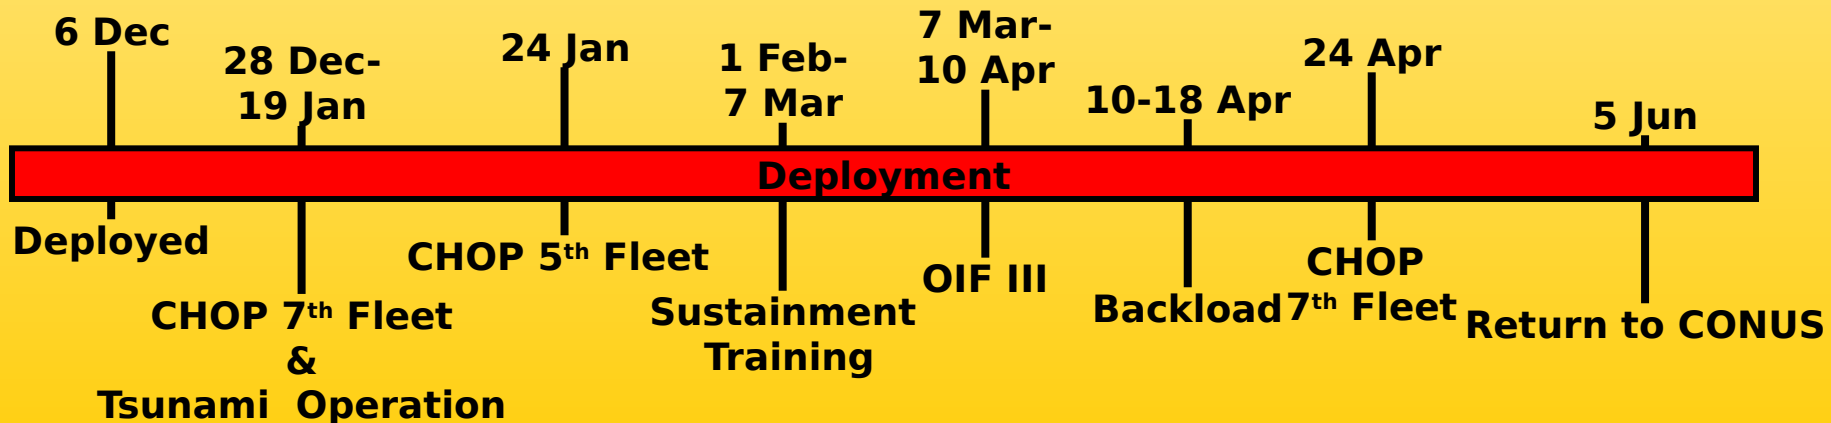 6 Dec
28 Dec-
19 Jan
24 Jan
1 Feb-
7 Mar
7 Mar-
10 Apr
10-18 Apr
24 Apr
5 Jun
Deployment
Deployed
CHOP 7th Fleet
&
Tsunami  Operation
CHOP 5th Fleet
Sustainment
Training
OIF III
Backload
CHOP
7th Fleet
Return to CONUS